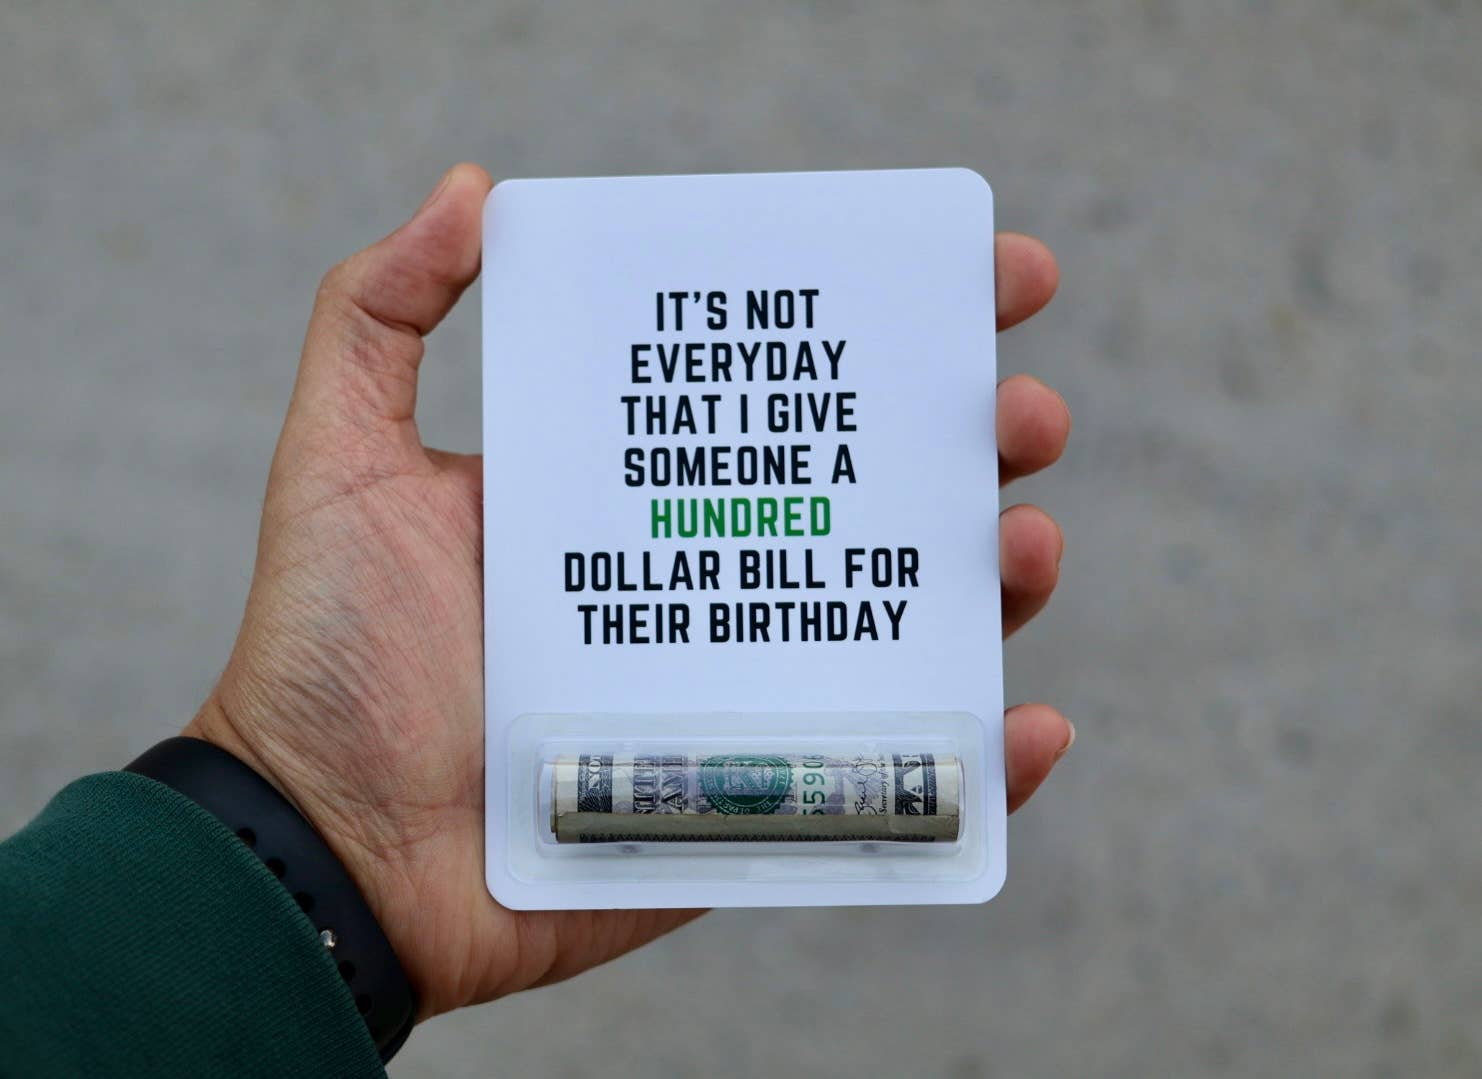 IT'S NOT
EVERYDAY
THAT I GIVE
SOMEONE A
HUNDRED
DOLLAR BILL FOR
THEIR BIRTHDAY